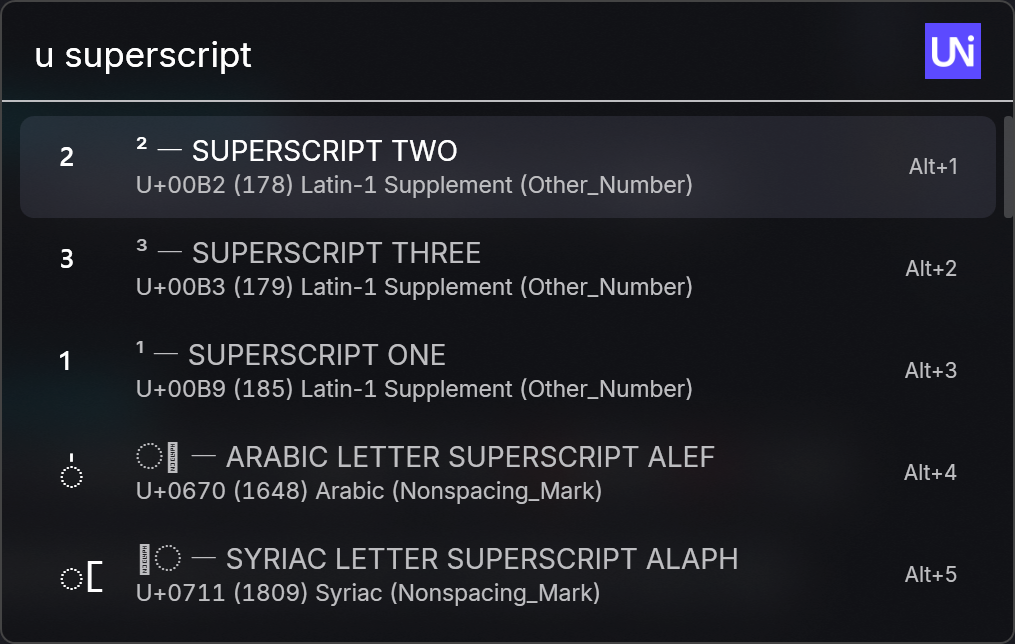 u superscript
UNi
2
² — SUPERSCRIPT TWO
U+00B2 (178) Latin-1 Supplement (Other_Number)
Alt+1
3
³ — SUPERSCRIPT THREE
U+00B3 (179) Latin-1 Supplement (Other_Number)
Alt+2
1
¹ — SUPERSCRIPT ONE
U+00B9 (185) Latin-1 Supplement (Other_Number)
Alt+3
◌ — ARABIC LETTER SUPERSCRIPT ALEF
U+0670 (1648) Arabic (Nonspacing_Mark)
Alt+4
◌ — SYRIAC LETTER SUPERSCRIPT ALAPH
U+0711 (1809) Syriac (Nonspacing_Mark)
Alt+5